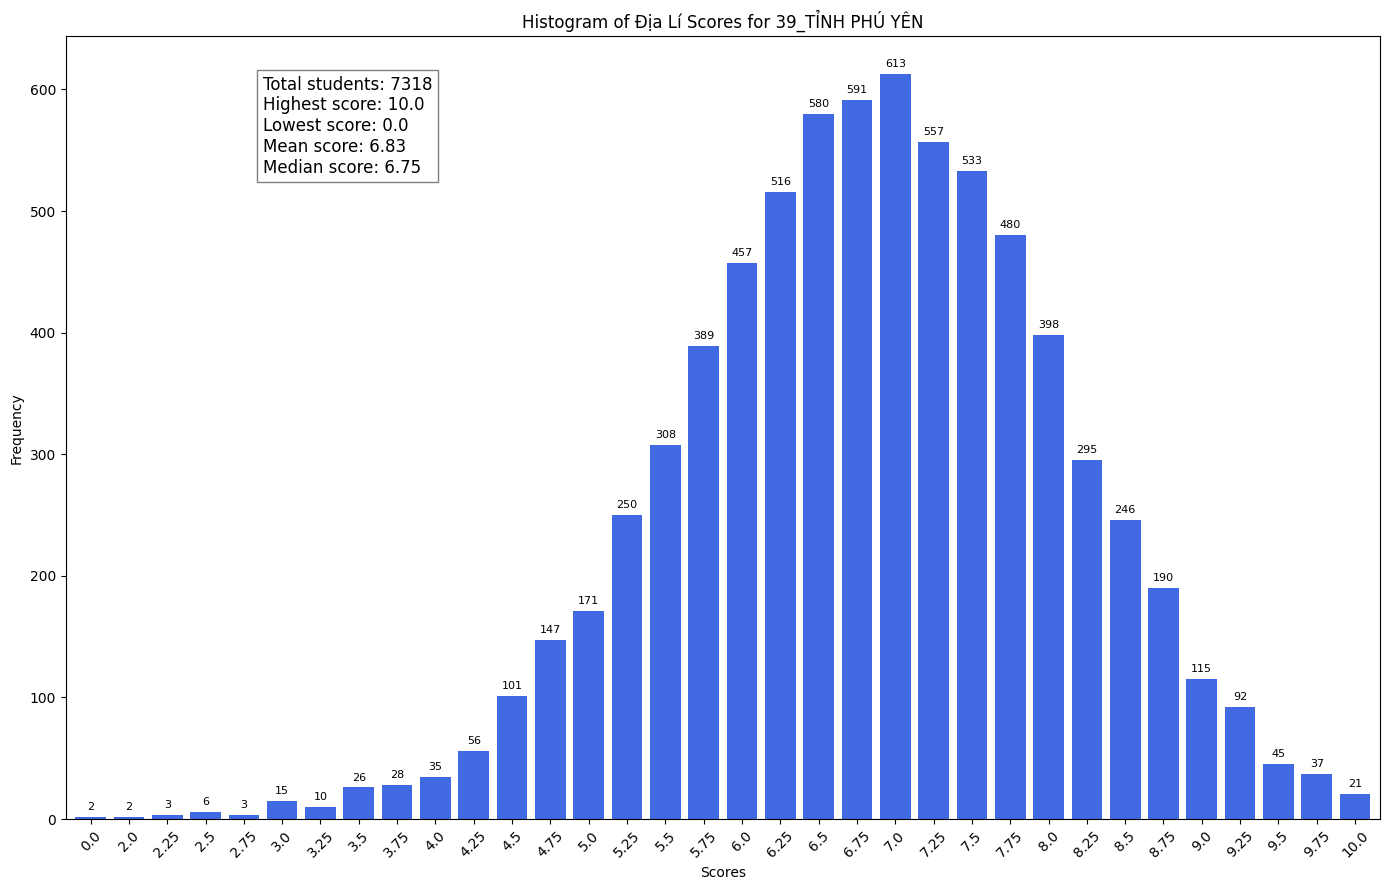 Histogram of Địa Lí Scores for 39_TỈNH PHÚ YÊN
Total students: 7318
Highest score: 10.0
Lowest score: 0.0
Mean score: 6.83
Median score: 6.75
Frequency
600
500
400
300
200
100
0
2 2 3 6 3 15 10 26 28 35 56 101 147 171 250 308 389 457 516 580 591 613 557 533 480 398 295 246 190 115 92 45 37 21
0.0 2.0 2.25 2.5 2.75 3.0 3.25 3.5 3.75 4.0 4.25 4.5 4.75 5.0 5.25 5.5 5.75 6.0 6.25 6.5 6.75 7.0 7.25 7.5 7.75 8.0 8.25 8.5 8.75 9.0 9.25 9.5 9.75 10.0
Scores